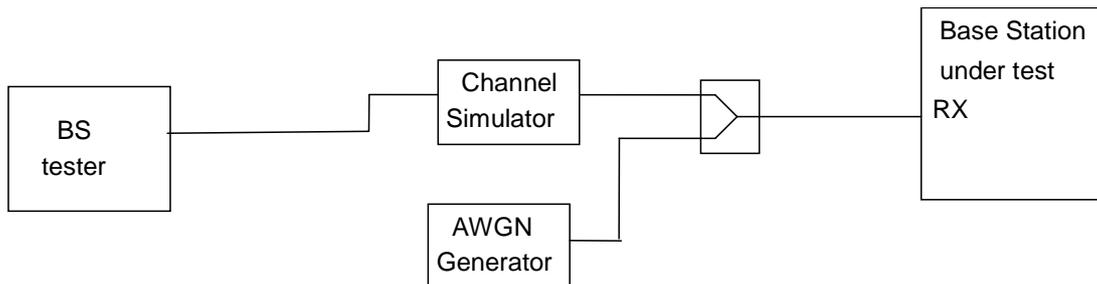 BS
tester
Channel
Simulator
AWGN
Generator
Base Station
under test
RX